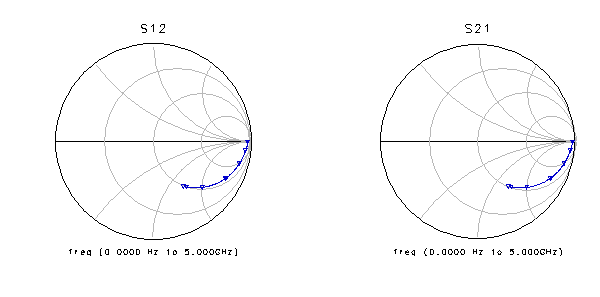 S12
S21
freq (0.0000 Hz to 5.000GHz)
freq (0.0000 Hz to 5.000GHz)